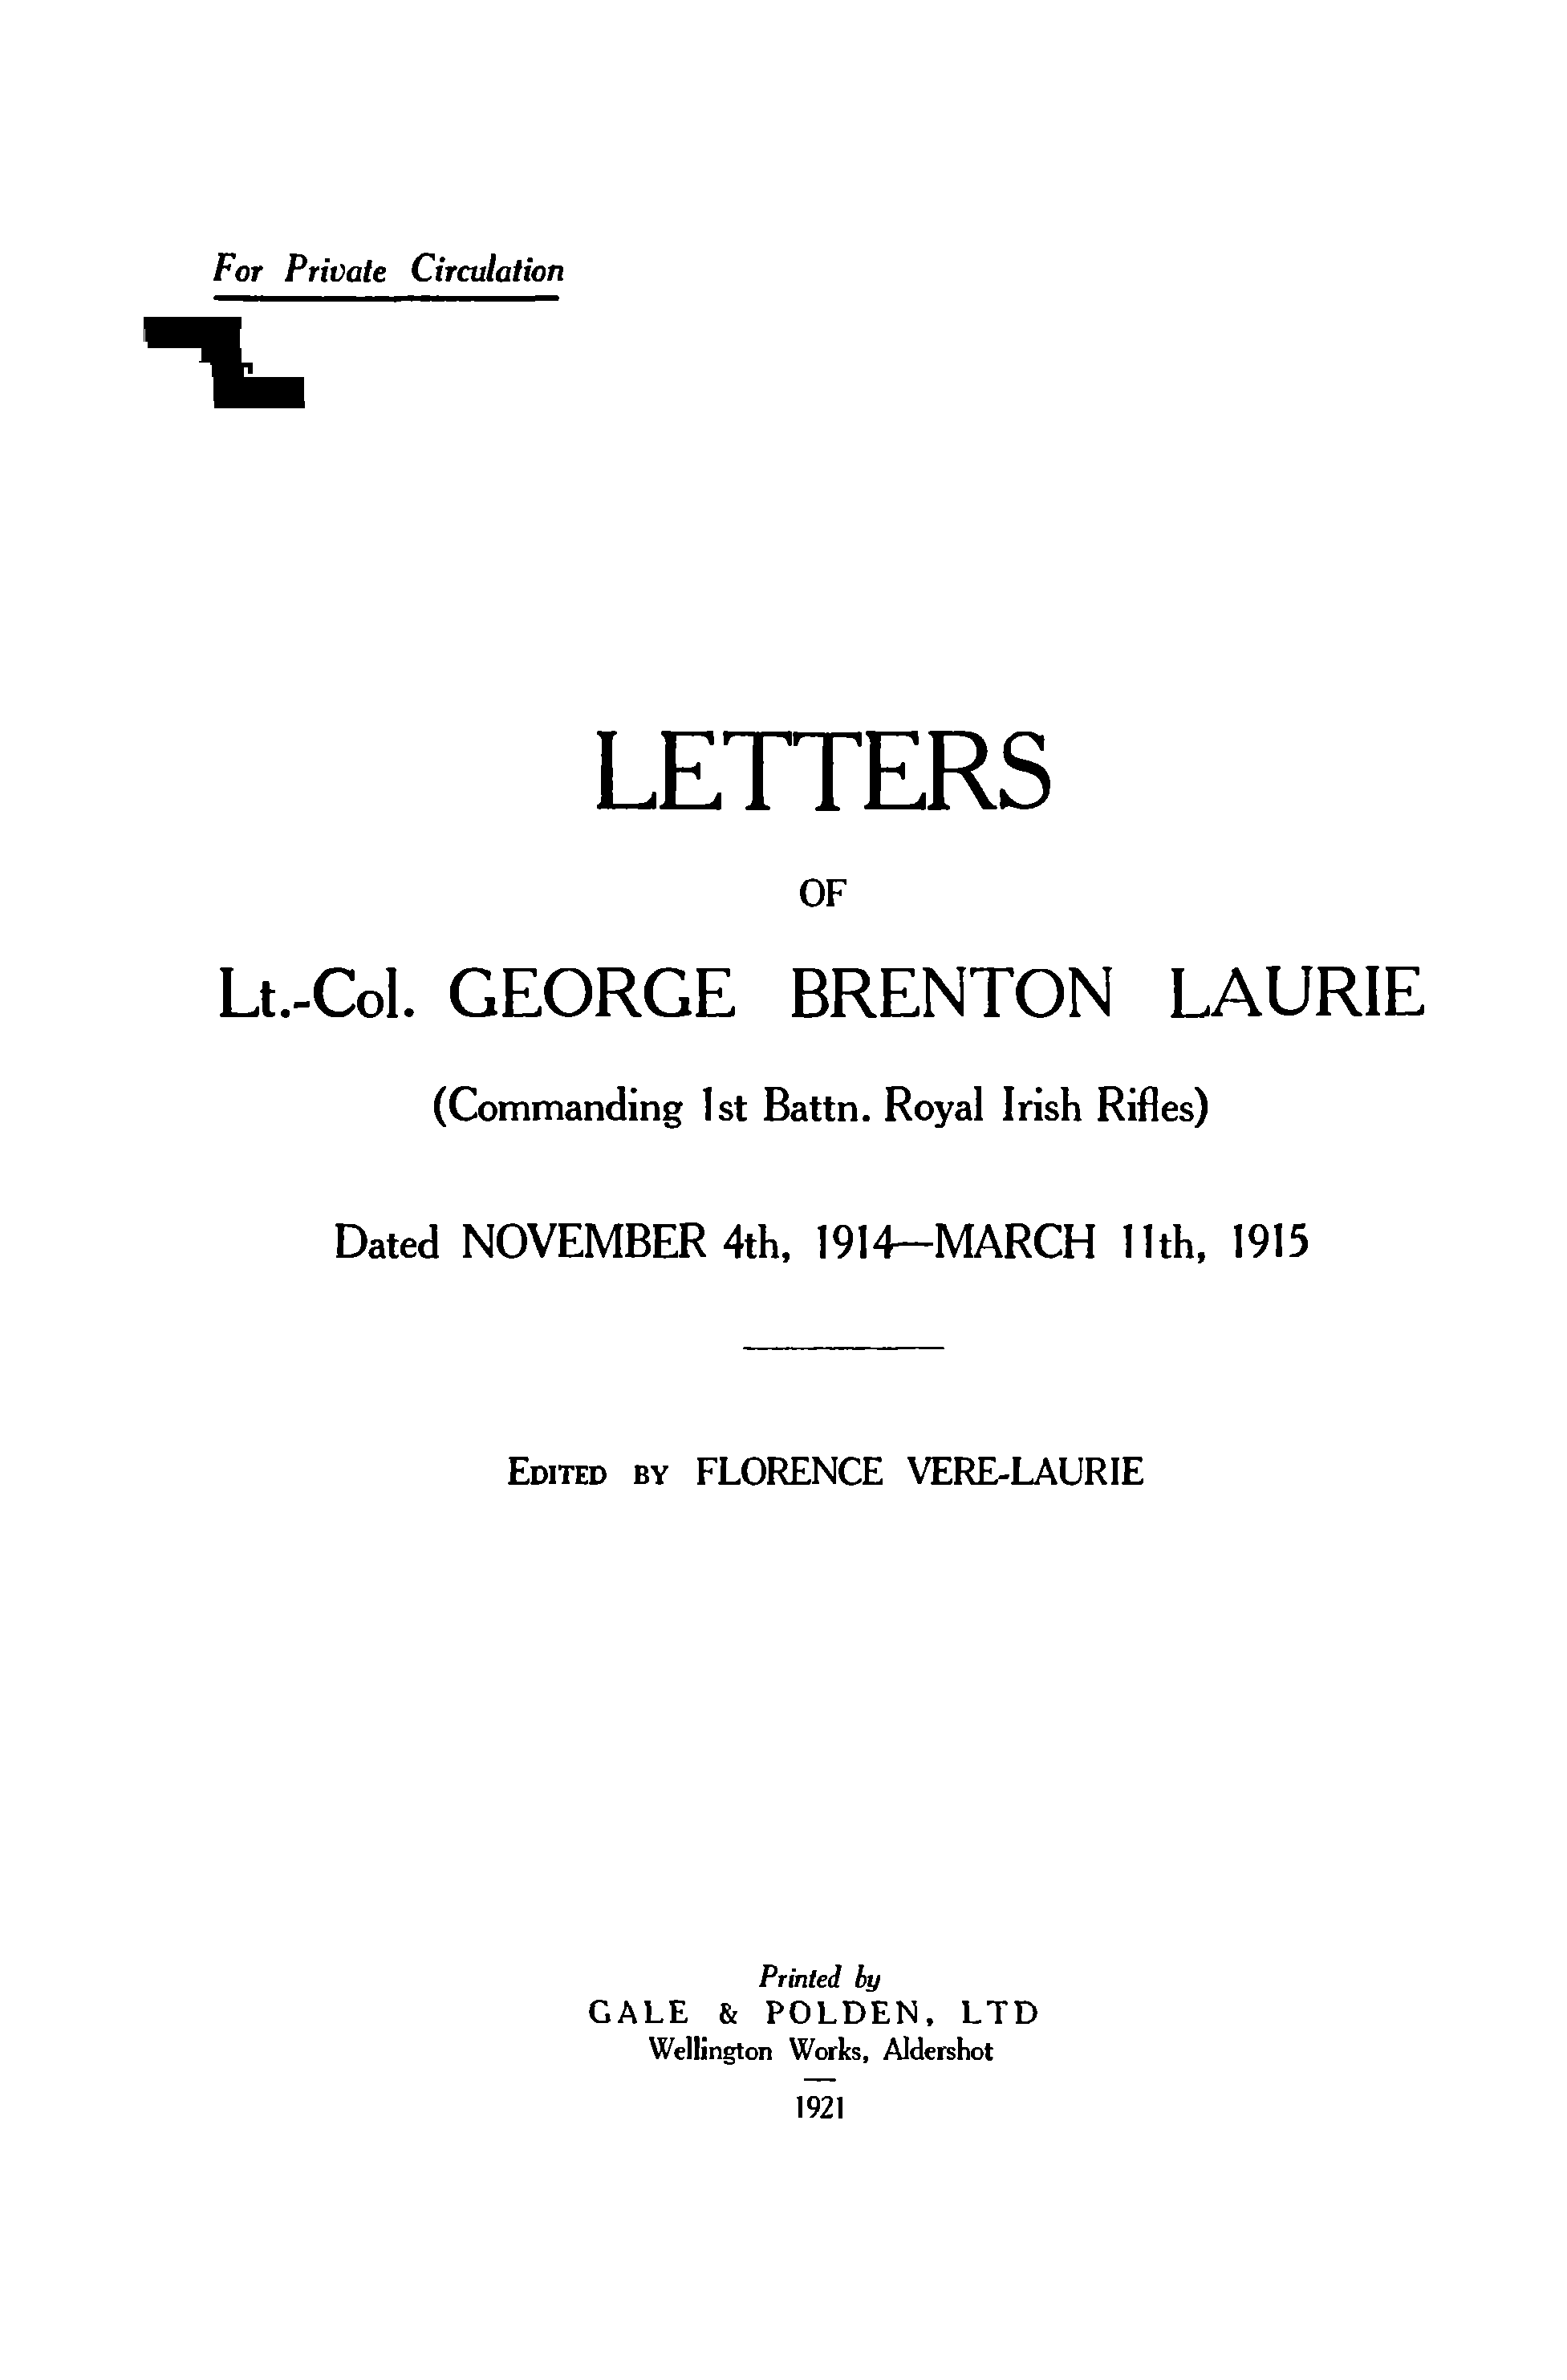 For Private Circulation
LETTERS
OF
Lt.-Col. GEORGE BRENTON LAURIE
(Commanding 1st Battn. Royal Irish Rifles)
Dated NOVEMBER 4th, 1914—MARCH 11th, 1915
EDITED BY FLORENCE VERE-LAURIE
Printed by
GALE & POLDEN, LTD
Wellington Works, Aldershot
1921